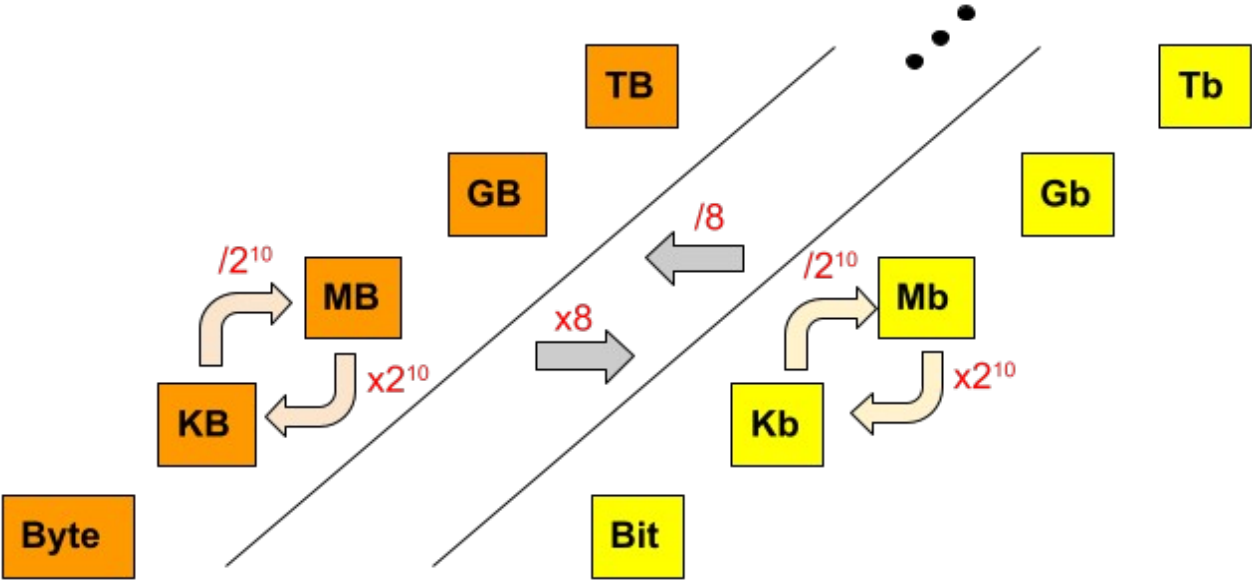 TB
Tb
GB
Gb
/8
/2¹⁰
MB
/2¹⁰
Mb
x8
x2¹⁰
x2¹⁰
KB
Kb
Byte
Bit